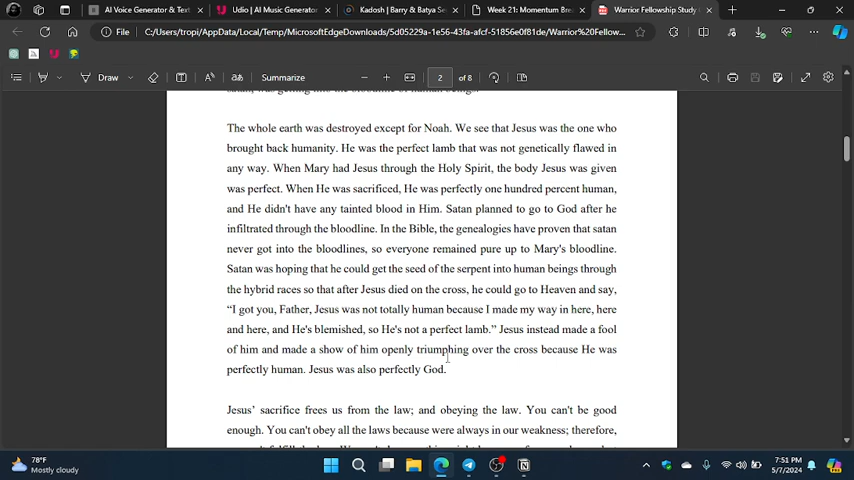 AI Voice Generator & Text
Udio | AI Music Generator
Kadosh | Barry & Batya Se
Week 21: Momentum Bre
Warrior Fellowship Study
File
C:/Users/tropi/AppData/Local/Temp/MicrosoftEdgeDownloads/5d05229a-1e56-43fa-afcf-51856e0f81de/Warrior%20Fellow...
Draw
Summarize
2 of 8
The whole earth was destroyed except for Noah. We see that Jesus was the one who
brought back humanity. He was the perfect lamb that was not genetically flawed in
any way. When Mary had Jesus through the Holy Spirit, the body Jesus was given
was perfect. When He was sacrificed, He was perfectly one hundred percent human,
and He didn't have any tainted blood in Him. Satan planned to go to God after he
infiltrated through the bloodline. In the Bible, the genealogies have proven that satan
never got into the bloodlines, so everyone remained pure up to Mary's bloodline.
Satan was hoping that he could get the seed of the serpent into human beings through
the hybrid races so that after Jesus died on the cross, he could go to Heaven and say,
“I got you, Father, Jesus was not totally human because I made my way in here, here
and here, and He's blemished, so He's not a perfect lamb.” Jesus instead made a fool
of him and made a show of him openly triumphing over the cross because He was
perfectly human. Jesus was also perfectly God.
Jesus’ sacrifice frees us from the law; and obeying the law. You can't be good
enough. You can't obey all the laws because were always in our weakness; therefore,
78°F
Mostly cloudy
7:51 PM
5/7/2024